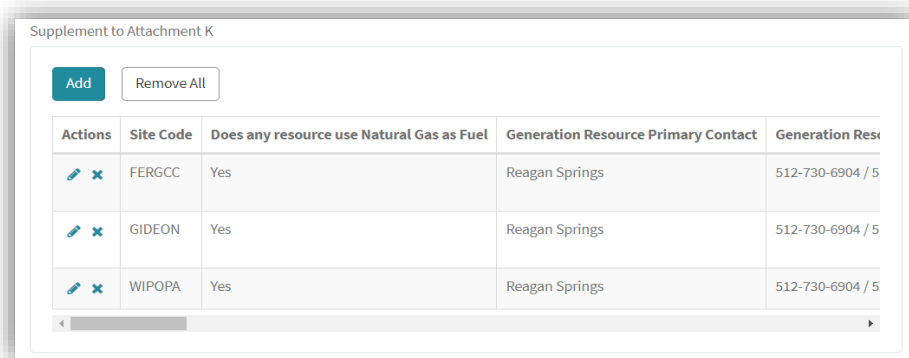 Supplement to Attachment K
Add Remove All
Actions Site Code Does any resource use Natural Gas as Fuel Generation Resource Primary Contact Generation Reso
FERGCC Yes Reagan Springs 512-730-6904 / 5
GIDEON Yes Reagan Springs 512-730-6904 / 5
WIPOPA Yes Reagan Springs 512-730-6904 / 5